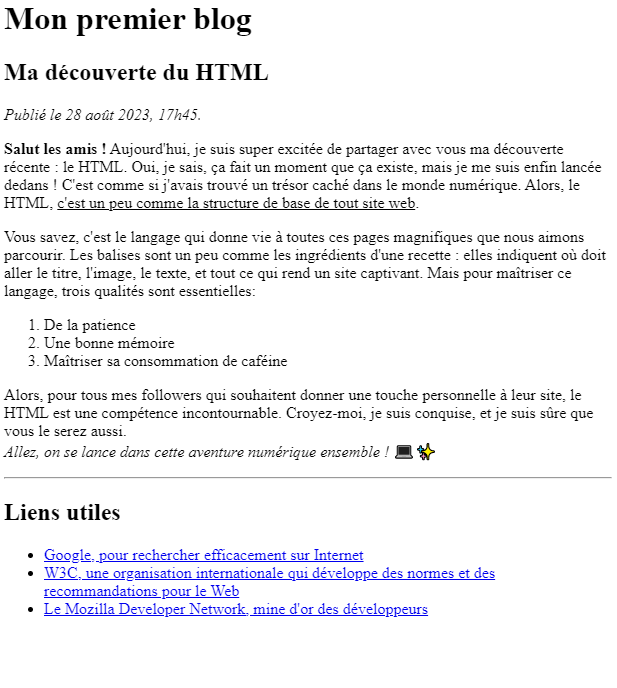 Mon premier blog
Ma découverte du HTML
Publié le 28 août 2023, 17h45.
Salut les amis ! Aujourd'hui, je suis super excitée de partager avec vous ma découverte
récente : le HTML. Oui, je sais, ça fait un moment que ça existe, mais je me suis enfin lancée
dedans ! C'est comme si j'avais trouvé un trésor caché dans le monde numérique. Alors, le
HTML, c'est un peu comme la structure de base de tout site web.
Vous savez, c'est le langage qui donne vie à toutes ces pages magnifiques que nous aimons
parcourir. Les balises sont un peu comme les ingrédients d'une recette : elles indiquent où doit
aller le titre, l'image, le texte, et tout ce qui rend un site captivant. Mais pour maîtriser ce
langage, trois qualités sont essentielles:
1. De la patience
2. Une bonne mémoire
3. Maîtriser sa consommation de caféine
Alors, pour tous mes followers qui souhaitent donner une touche personnelle à leur site, le
HTML est une compétence incontournable. Croyez-moi, je suis conquise, et je suis sûre que
vous le serez aussi.
Allez, on se lance dans cette aventure numérique ensemble ! 💻✨
Liens utiles
• Google, pour rechercher efficacement sur Internet
• W3C, une organisation internationale qui développe des normes et des
recommandations pour le Web
• Le Mozilla Developer Network, mine d'or des développeurs